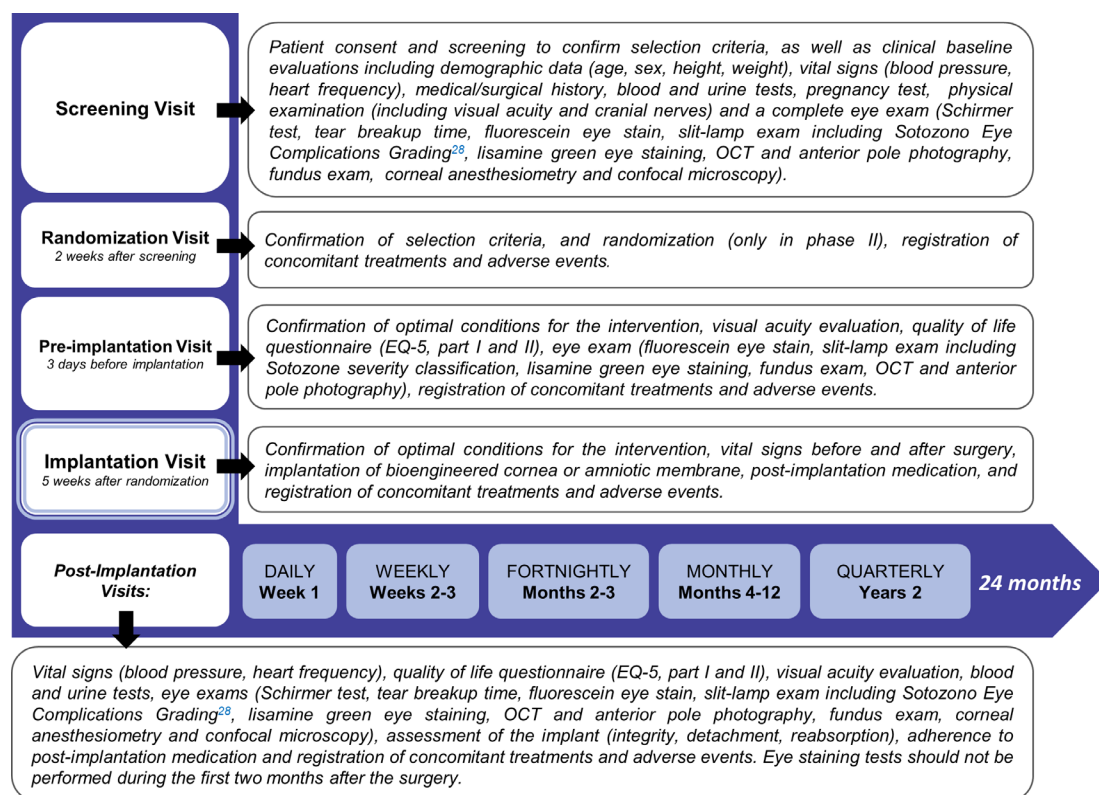 Screening Visit
Patient consent and screening to confirm selection criteria, as well as clinical baseline
evaluations including demographic data (age, sex, height, weight), vital signs (blood pressure,
heart frequency), medical/surgical history, blood and urine tests, pregnancy test, physical
examination (including visual acuity and cranial nerves) and a complete eye exam (Schirmer
test, tear breakup time, fluorescein eye stain, slit-lamp exam including Sotozono Eye
Complications Grading28, lisamine green eye staining, OCT and anterior pole photography,
fundus exam, corneal anesthesiometry and confocal microscopy).
Randomization Visit
2 weeks after screening
Confirmation of selection criteria, and randomization (only in phase II), registration of
concomitant treatments and adverse events.
Pre-implantation Visit
3 days before implantation
Confirmation of optimal conditions for the intervention, visual acuity evaluation, quality of life
questionnaire (EQ-5, part I and II), eye exam (fluorescein eye stain, slit-lamp exam including
Sotozone severity classification, lisamine green eye staining, fundus exam, OCT and anterior
pole photography), registration of concomitant treatments and adverse events.
Implantation Visit
5 weeks after randomization
Confirmation of optimal conditions for the intervention, vital signs before and after surgery,
implantation of bioengineered cornea or amniotic membrane, post-implantation medication, and
registration of concomitant treatments and adverse events.
Post-Implantation
Visits:
DAILY
Week 1
WEEKLY
Weeks 2-3
FORTNIGHTLY
Months 2-3
MONTHLY
Months 4-12
QUARTERLY
Years 2
24 months
Vital signs (blood pressure, heart frequency), quality of life questionnaire (EQ-5, part I and II), visual acuity evaluation, blood
and urine tests, eye exams (Schirmer test, tear breakup time, fluorescein eye stain, slit-lamp exam including Sotozono Eye
Complications Grading28, lisamine green eye staining, OCT and anterior pole photography, fundus exam, corneal
anesthesiometry and confocal microscopy), assessment of the implant (integrity, detachment, reabsorption), adherence to
post-implantation medication and registration of concomitant treatments and adverse events. Eye staining tests should not be
performed during the first two months after the surgery.